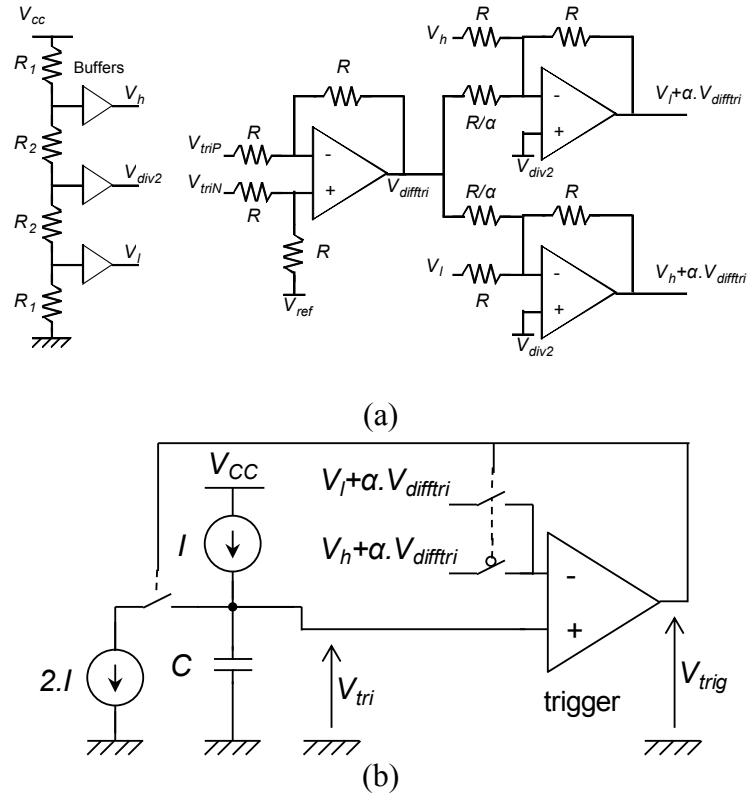 Vcc
R1
Buffers
Vh
R2
Vdiv2
R2
Vl
R1
VtriP
R
R
VtriN
R
-
+
R
Vref
Vdifftri
Vh
R
R
R/α
-
+
Vdiv2
Vl+α.Vdifftri
R/α
R
Vl
R
-
+
Vdiv2
Vh+α.Vdifftri
(a)
VCC
I
2.I
C
Vtri
Vl+α.Vdifftri
Vh+α.Vdifftri
-
+
trigger
Vtrig
(b)